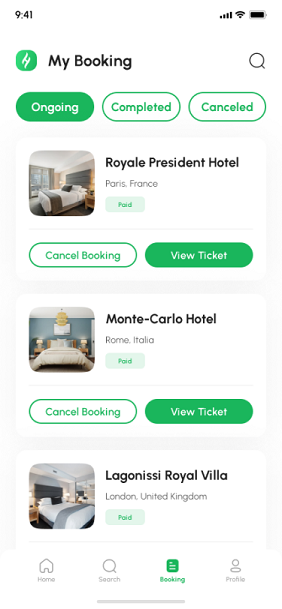 9:41
My Booking
Ongoing
Completed
Canceled
Royale President Hotel
Paris, France
Paid
Cancel Booking
View Ticket
Monte-Carlo Hotel
Rome, Italia
Paid
Cancel Booking
View Ticket
Lagonissi Royal Villa
London, United Kingdom
Paid
Home
Search
Booking
Profile